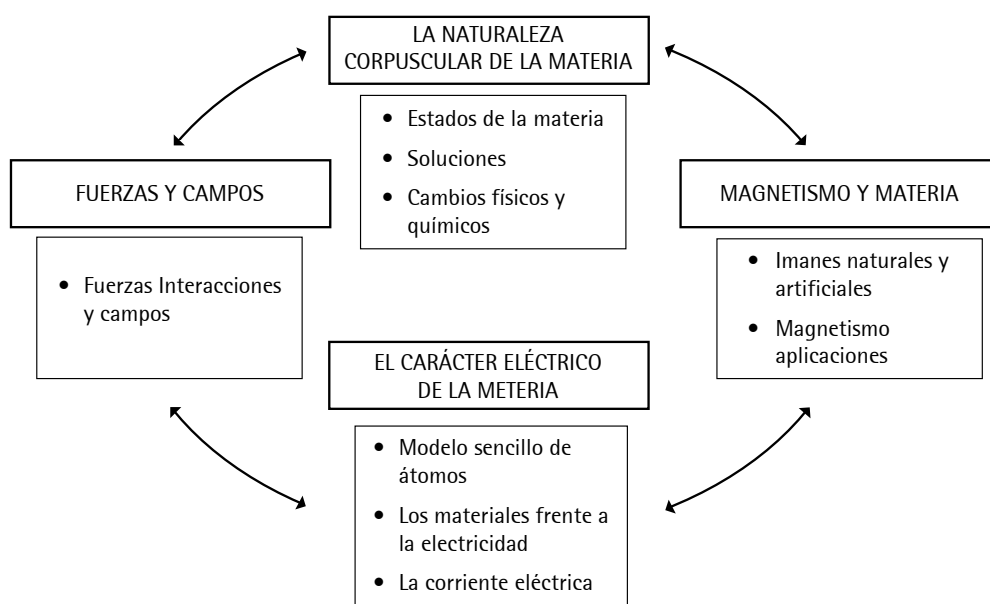 LA NATURALEZA
CORPUSCULAR DE LA MATERIA
• Estados de la materia
• Soluciones
• Cambios físicos y
químicos
FUERZAS Y CAMPOS
• Fuerzas Interacciones
y campos
MAGNETISMO Y MATERIA
• Imanes naturales y
artificiales
• Magnetismo
aplicaciones
EL CARÁCTER ELÉCTRICO
DE LA METERIA
• Modelo sencillo de
átomos
• Los materiales frente a
la electricidad
• La corriente eléctrica